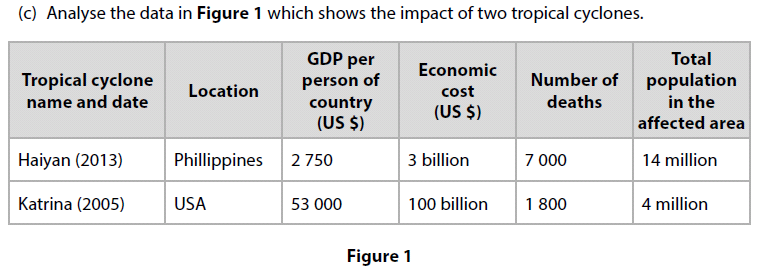 (c) Analyse the data in Figure 1 which shows the impact of two tropical cyclones.
Tropical cyclone
name and date
Location
GDP per
person of
country
(US $)
Economic
cost
(US $)
Number of
deaths
Total
population
in the
affected area
Haiyan (2013) Phillippines 2 750 3 billion 7 000 14 million
Katrina (2005) USA 53 000 100 billion 1 800 4 million
Figure 1